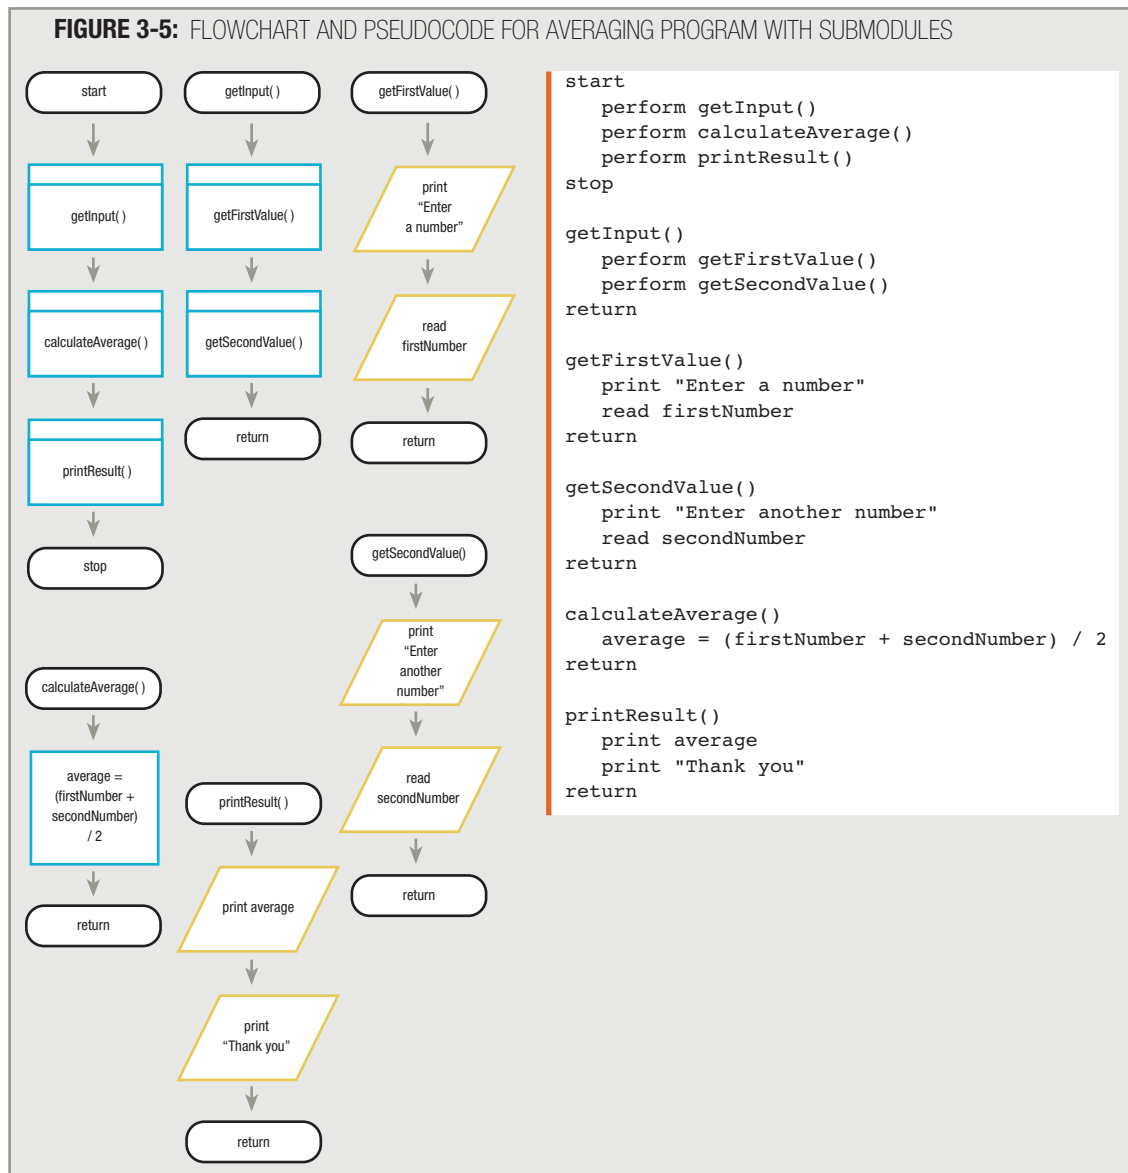 FIGURE 3-5: FLOWCHART AND PSEUDOCODE FOR AVERAGING PROGRAM WITH SUBMODULES
start
getInput( )
calculateAverage( )
printResult( )
stop
getInput( )
getFirstValue( )
getSecondValue( )
return
getFirstValue( )
print
“Enter
a number”
read
firstNumber
return
getSecondValue()
print
“Enter
another
number”
read
secondNumber
return
calculateAverage( )
average =
(firstNumber +
secondNumber)
/ 2
return
printResult( )
print average
print
“Thank you”
return
start
perform getInput()
perform calculateAverage()
perform printResult()
stop
getInput()
perform getFirstValue()
perform getSecondValue()
return
getFirstValue()
print "Enter a number"
read firstNumber
return
getSecondValue()
print "Enter another number"
read secondNumber
return
calculateAverage()
average = (firstNumber + secondNumber) / 2
return
printResult()
print average
print "Thank you"
return